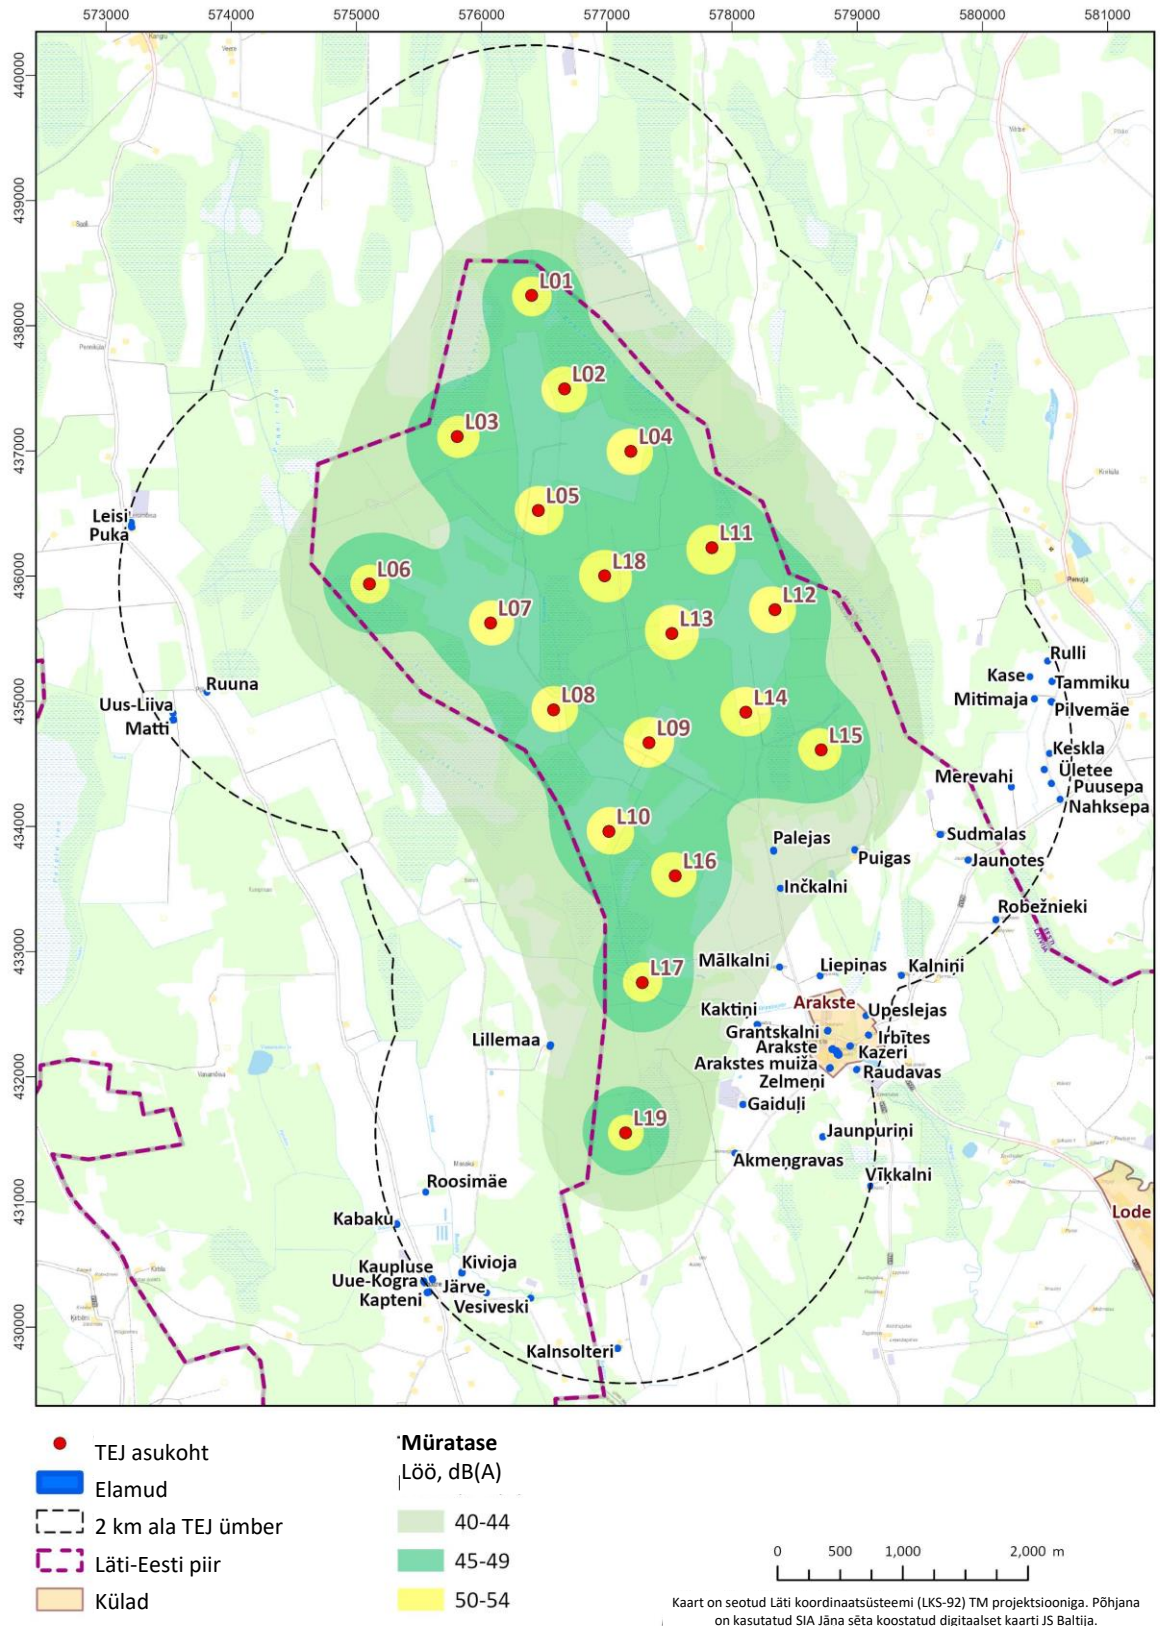 573000 574000 575000 576000 577000 578000 579000 580000 581000
440000
439000
438000
437000
436000
435000
434000
433000
432000
431000
430000
L01
L02
L03
L04
L05
L11
L18
L06
L12
L07
L13
L08
L14
L09
L15
L10
L16
L17
L19
Leisi
Puka
Ruuna
Uus-Liiva
Matti
Rulli
Kase
Tammiku
Mitimaja
Pilvemäe
Keskla
Merevahi
Ületee
Puusepa
Nahksepa
Palejas
Sudmalas
Puigas
Jaunotes
Inčkalni
Robežnieki
Mālkalni
Liepiņas
Kalniņi
Arakste
Kaktiņi
Upeslejas
Grantskalni
Irbītes
Lillemaa
Arakste
Kazeri
Arakstes muiža
Raudavas
Zelmeņi
Gaiduļi
Jaunpuriņi
Akmeņgravas
Vīķkalni
Roosimäe
Lode
Kabaku
Kaupluse
Kivioja
Uue-Kogra
Järve
Kapteni
Vesiveski
Kalnsolteri
TEJ asukoht
Elamud
2 km ala TEJ ümber
Läti-Eesti piir
Külad
Müratase
Löö, dB(A)
40-44
45-49
50-54
0 500 1,000 2,000 m
Kaart on seotud Läti koordinaatsüsteemi (LKS-92) TM projektsiooniga. Põhjana
on kasutatud SIA Jāņa sēta koostatud digitaalset kaarti JS Baltija.